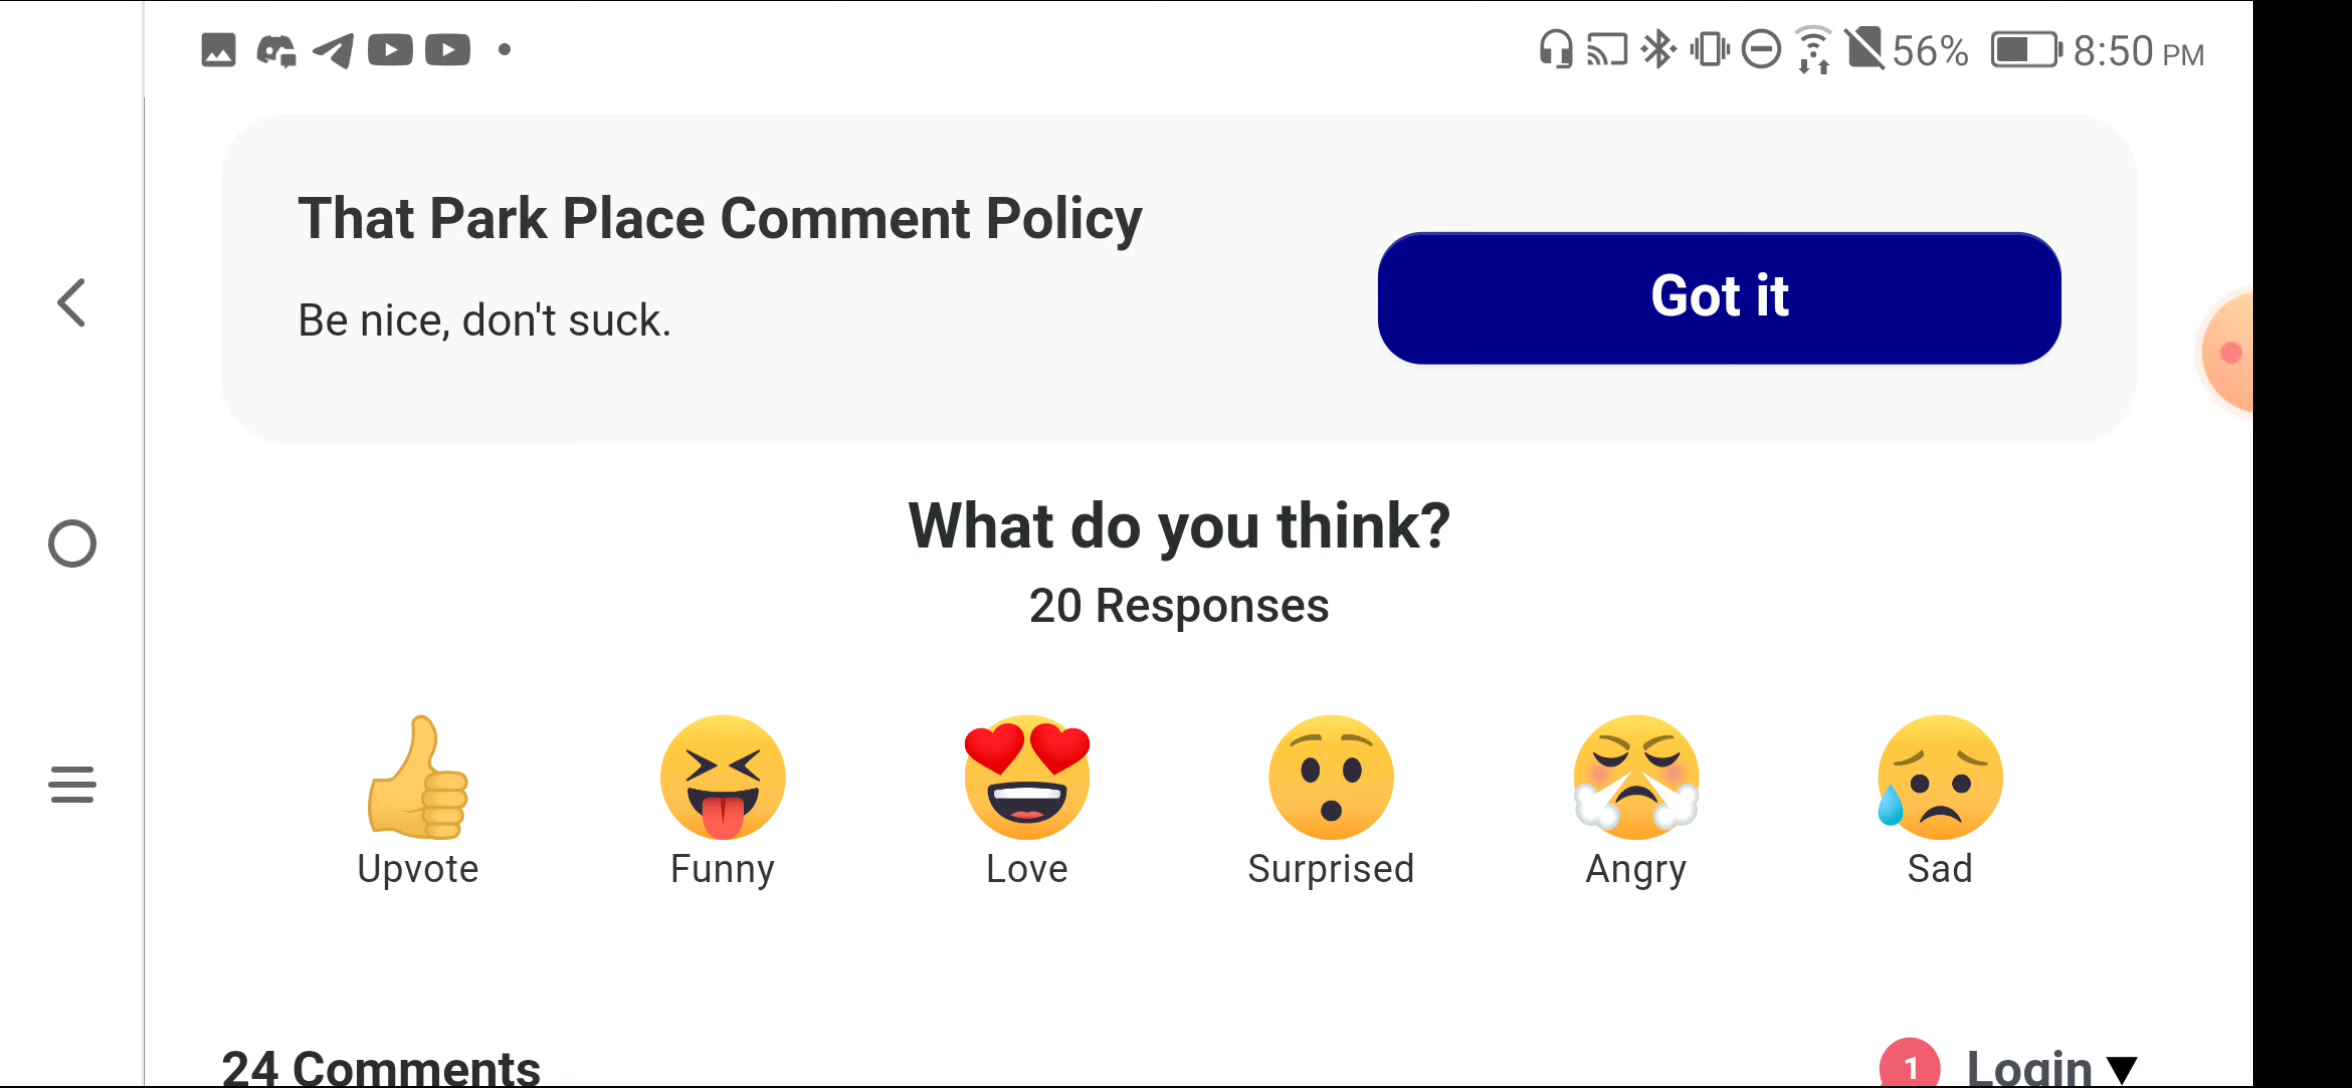 56% 8:50 PM
That Park Place Comment Policy
Be nice, don't suck.
Got it
What do you think?
20 Responses
Upvote Funny Love Surprised Angry Sad
24 Comments 1 Login